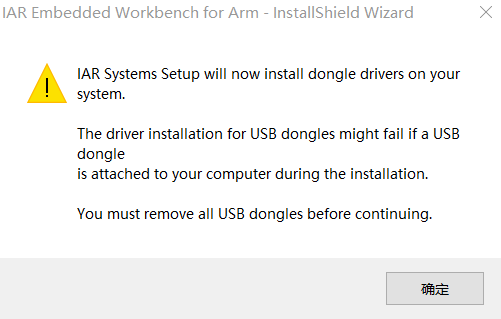 IAR Embedded Workbench for Arm - InstallShield Wizard
IAR Systems Setup will now install dongle drivers on your
system.
The driver installation for USB dongles might fail if a USB
dongle
is attached to your computer during the installation.
You must remove all USB dongles before continuing.
确定